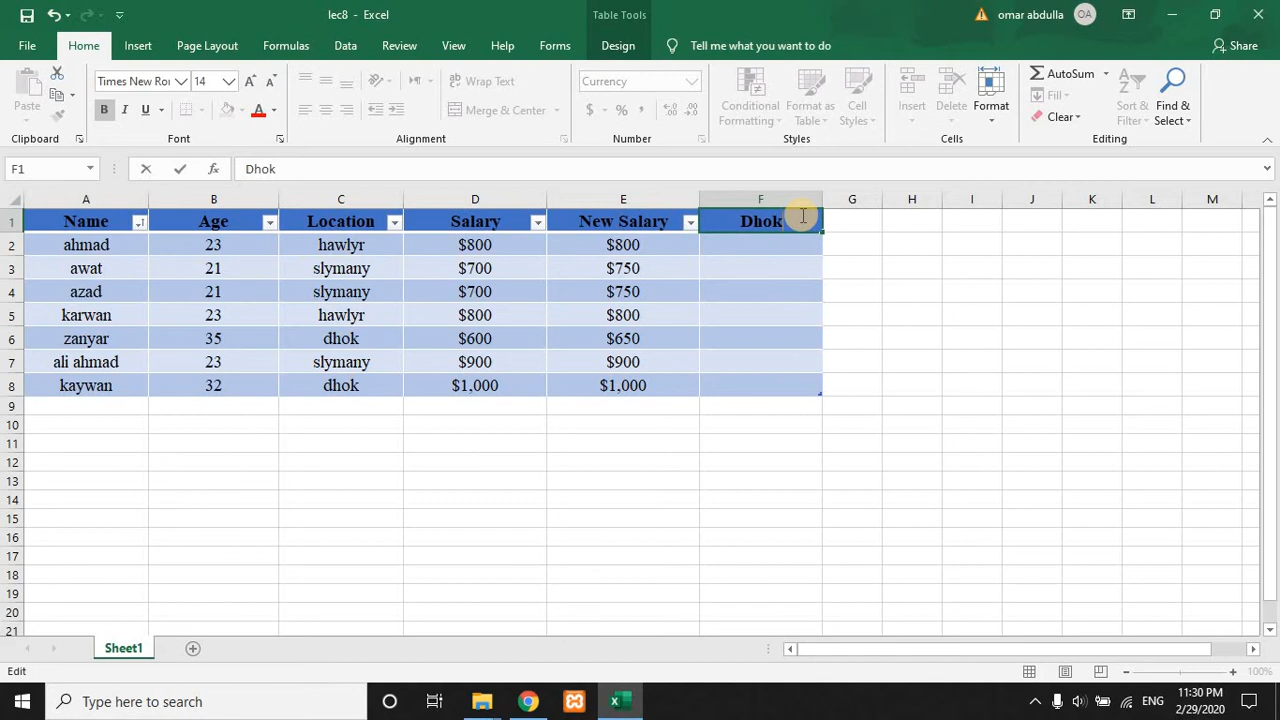 lec8 - Excel
Table Tools
omar abdulla
OA
File
Home
Insert
Page Layout
Formulas
Data
Review
View
Help
Forms
Design
Tell me what you want to do
Share
Paste
Times New Ro
14
B
I
U
Wrap Text
Merge & Center
Currency
$ % ,
Conditional
Formatting
Format as
Table
Cell
Styles
Insert
Delete
Format
AutoSum
Fill
Clear
Sort &
Filter
Find &
Select
Clipboard
Font
Alignment
Number
Styles
Cells
Editing
F1
fx
Dhok
A B C D E F G H I J K L M
1 Name Age Location Salary New Salary Dhok
2 ahmad 23 hawlyr $800 $800
3 awat 21 slymany $700 $750
4 azad 21 slymany $700 $750
5 karwan 23 hawlyr $800 $800
6 zanyar 35 dhok $600 $650
7 ali ahmad 23 slymany $900 $900
8 kaywan 32 dhok $1,000 $1,000
9
10
11
12
13
14
15
16
17
18
19
20
21
Sheet1
Edit
100%
Type here to search
ENG
11:30 PM
2/29/2020